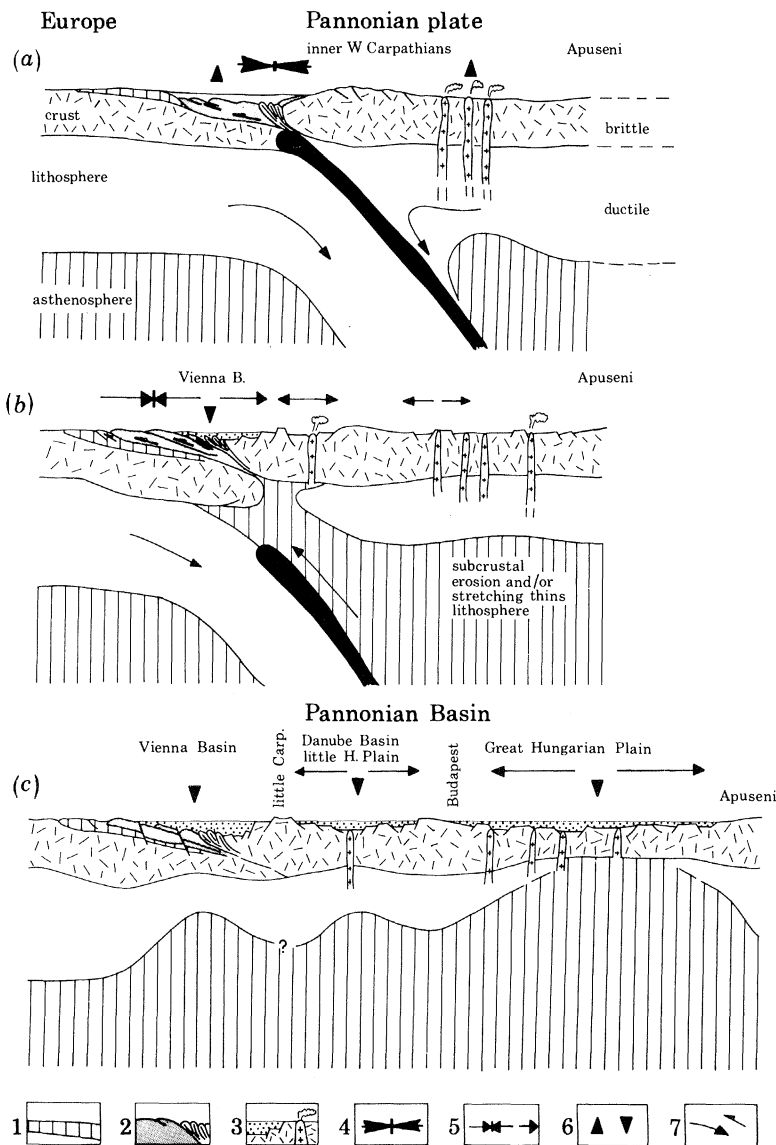 Europe Pannonian plate
(a)
inner W Carpathians Apuseni
crust
brittle
lithosphere
ductile
asthenosphere
(b)
Vienna B. Apuseni
subcrustal
erosion and/or
stretching thins
lithosphere
Pannonian Basin
(c)
Vienna Basin
little Carp.
Danube Basin
little H. Plain
Budapest
Great Hungarian Plain
Apuseni
?
1 2 3 4 5 6 7